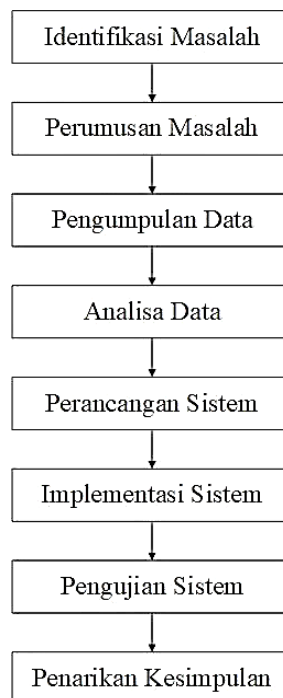 Identifikasi Masalah
Perumusan Masalah
Pengumpulan Data
Analisa Data
Perancangan Sistem
Implementasi Sistem
Pengujian Sistem
Penarikan Kesimpulan